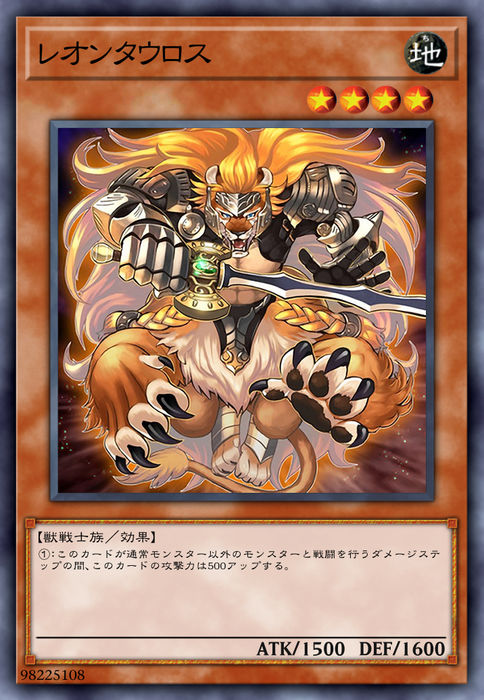 レオンタウロス
ち
地
【獣戦士族/効果】
①:このカードが通常モンスター以外のモンスターと戦闘を行うダメージステ
ップの間、このカードの攻撃力は500アップする。
ATK/1500 DEF/1600
98225108